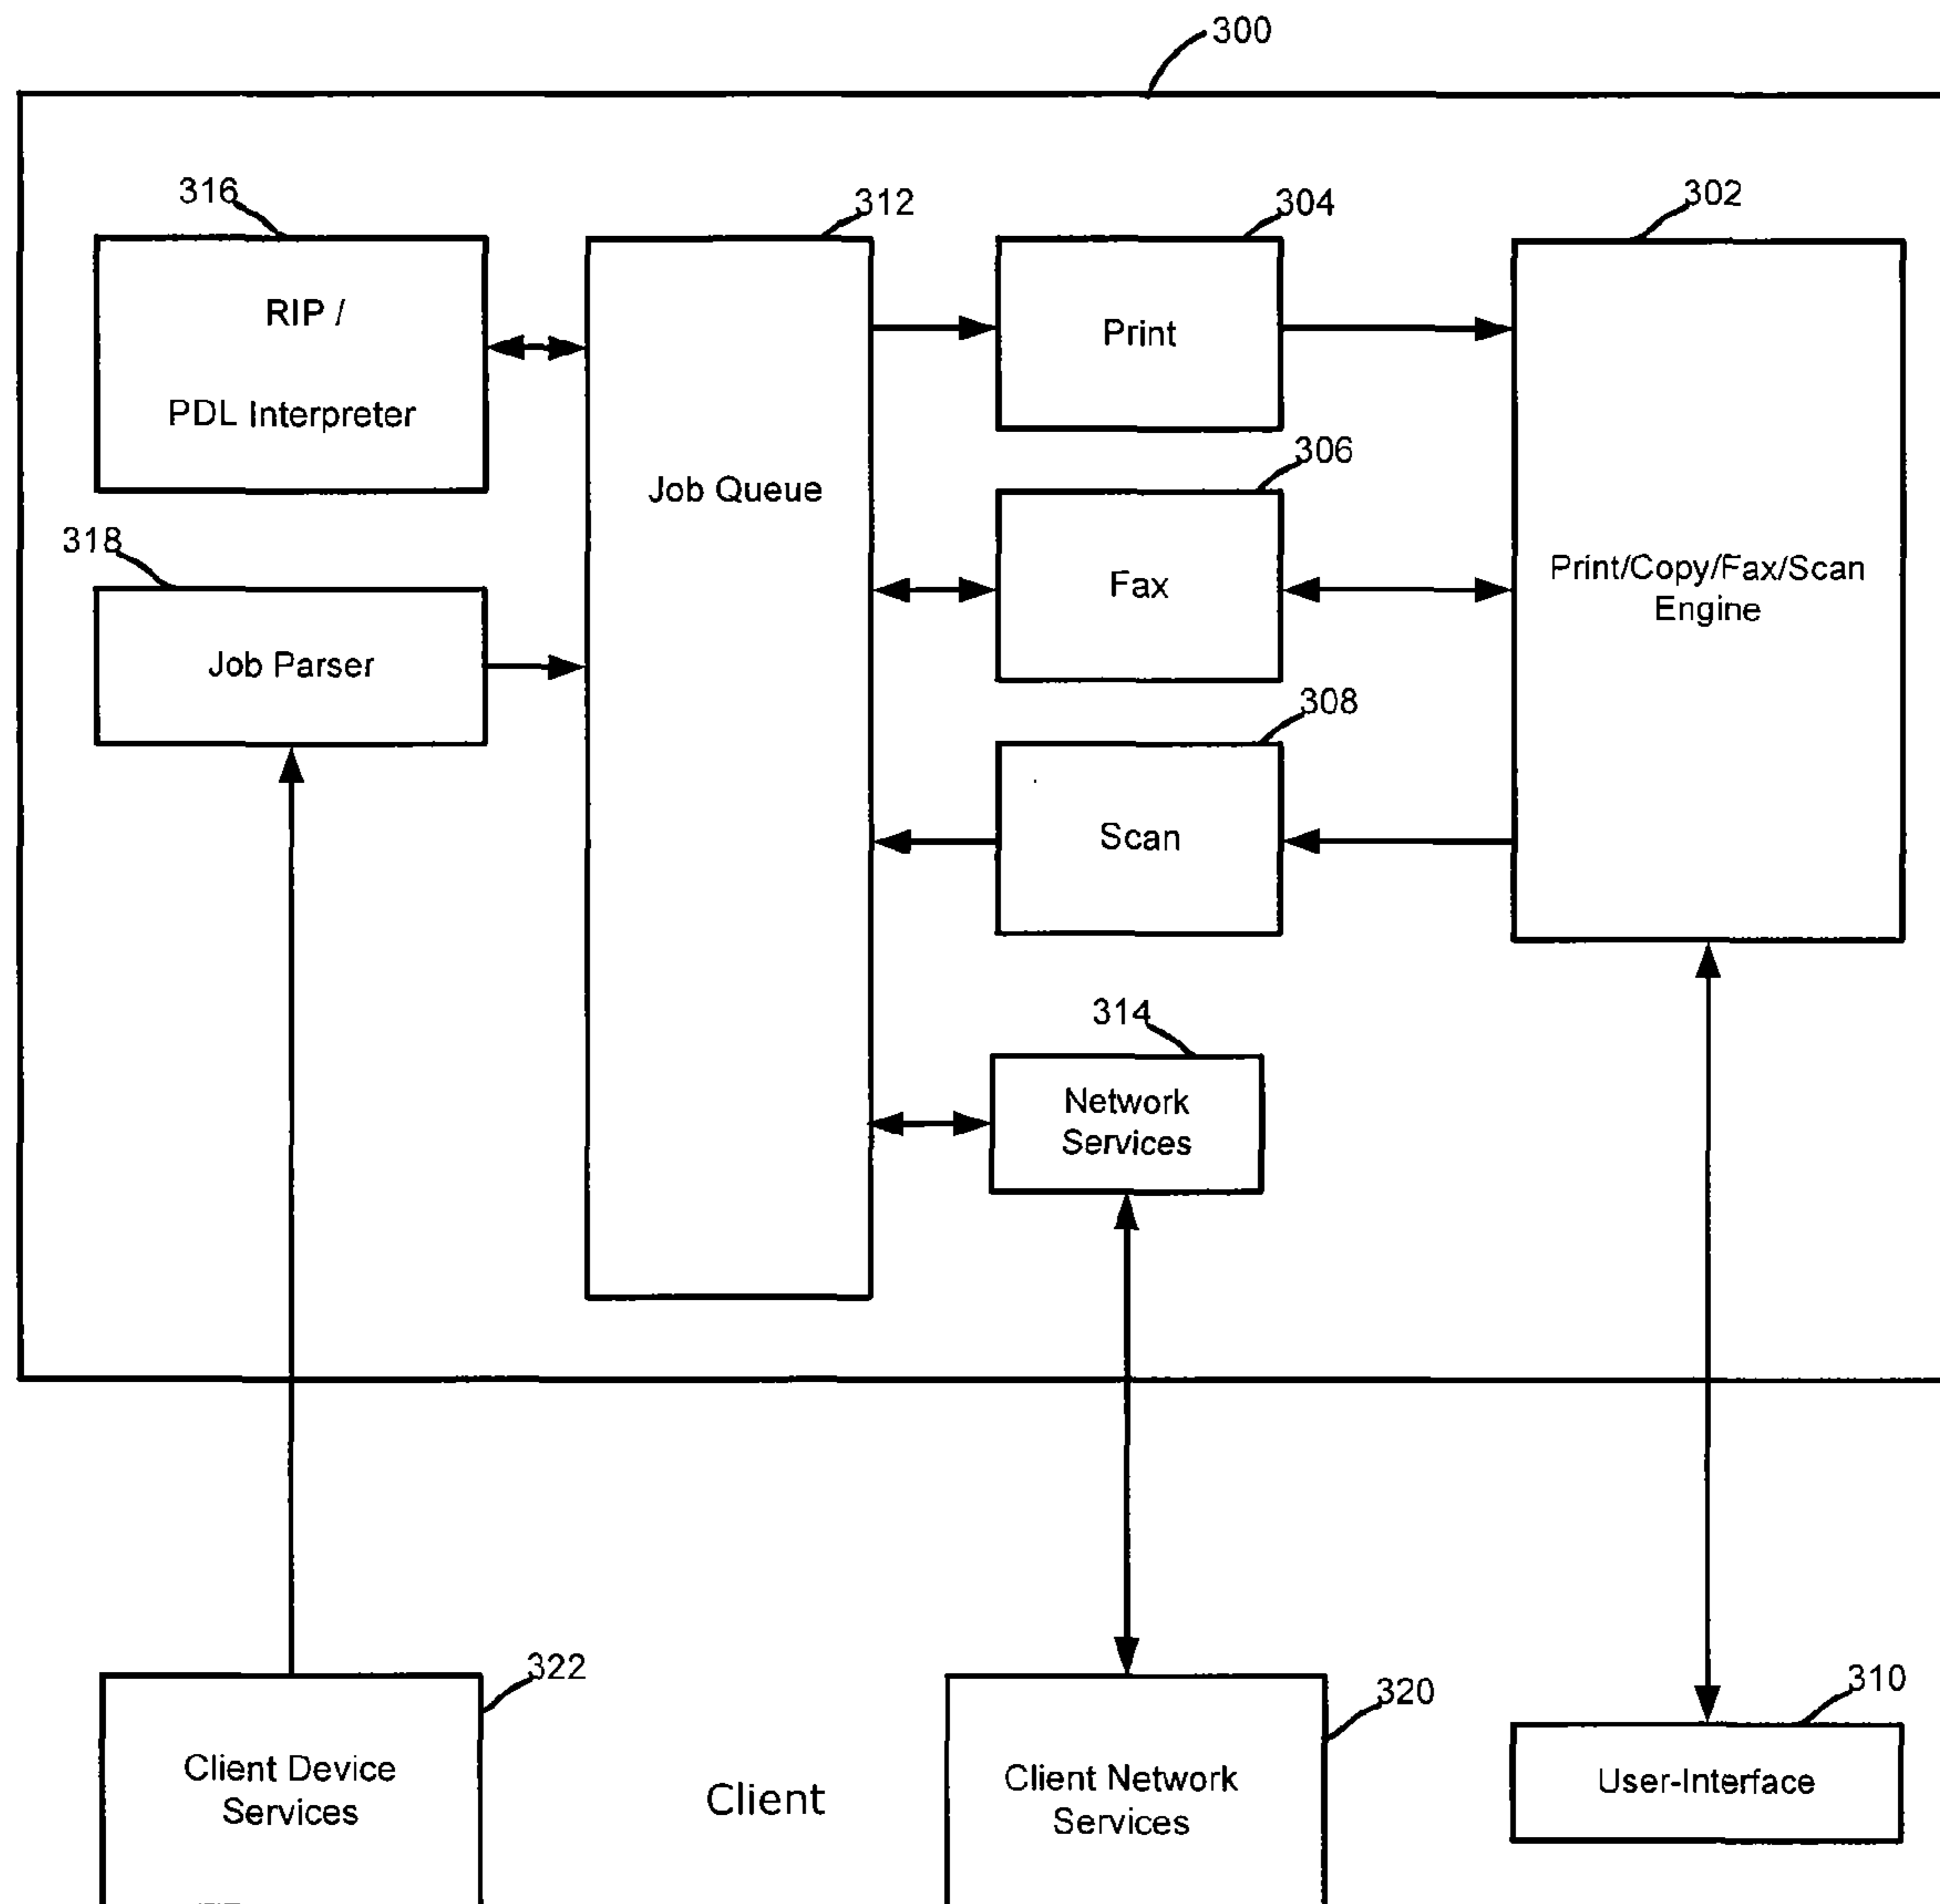 300
316
312
304
302
RIP /
PDL Interpreter
Job Queue
Print
306
318
Fax
Print/Copy/Fax/Scan
Engine
Job Parser
308
Scan
314
Network
Services
322
320
310
Client Device
Services
Client
Client Network
Services
User-Interface